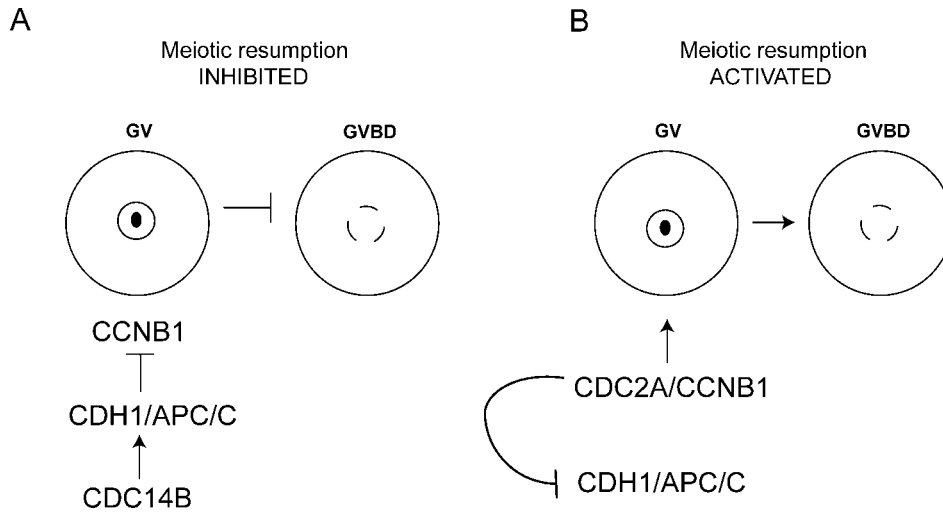 A
Meiotic resumption
INHIBITED
GV
GVBD
CCNB1
CDH1/APC/C
CDC14B
B
Meiotic resumption
ACTIVATED
GV
GVBD
CDC2A/CCNB1
CDH1/APC/C